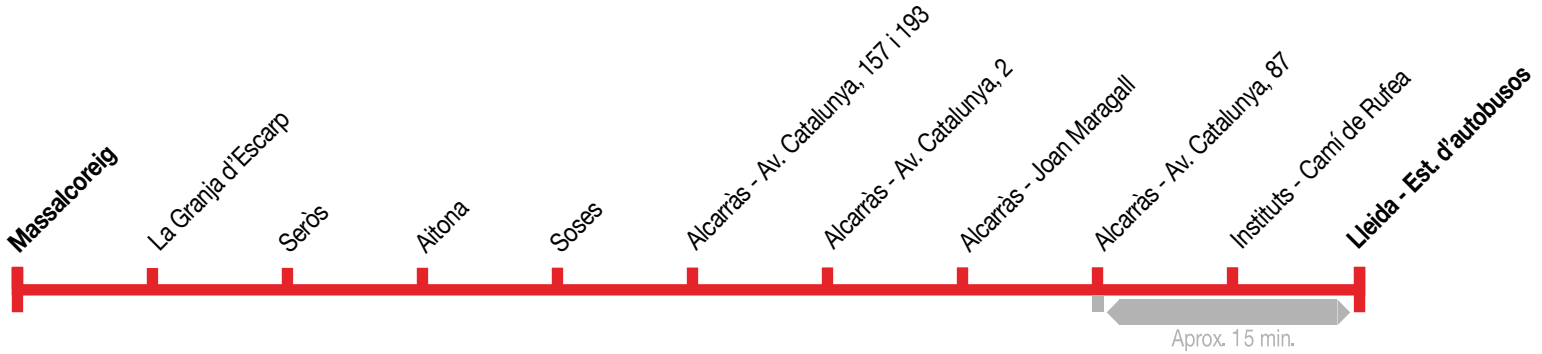 Massalcoreig
La Granja d'Escarp
Seròs
Aitona
Soses
Alcarràs - Av. Catalunya, 157 i 193
Alcarràs - Av. Catalunya, 2
Alcarràs - Joan Maragall
Alcarràs - Av. Catalunya, 87
Instituts - Camí de Rufea
Lleida - Est. d'autobusos
Aprox. 15 min.